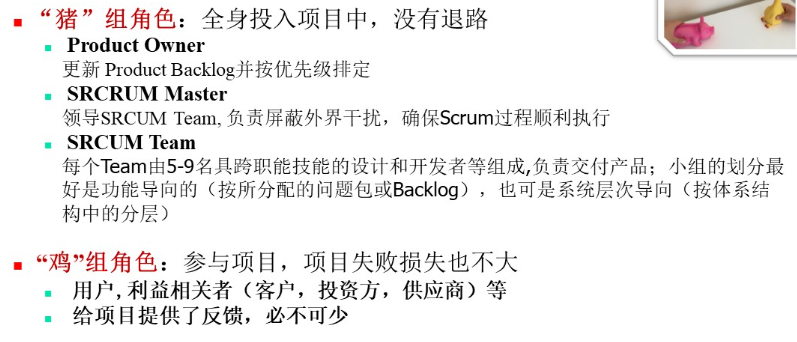 “猪”组角色：全身投入项目中，没有退路
Product Owner
更新 Product Backlog并按优先级排定
SRCRUM Master
领导SRCUM Team, 负责屏蔽外界干扰，确保Scrum过程顺利执行
SRCUM Team
每个Team由5-9名具跨职能技能的设计和开发者等组成,负责交付产品；小组的划分最
好是功能导向的（按所分配的问题包或Backlog），也可是系统层次导向（按体系结
构中的分层）
“鸡”组角色：参与项目，项目失败损失也不大
用户,利益相关者（客户，投资方，供应商）等
给项目提供了反馈，必不可少